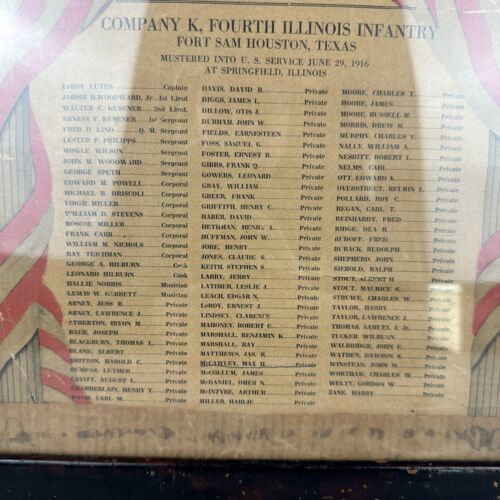 COMPANY K, FOURTH ILLINOIS INFANTRY
FORT SAM HOUSTON, TEXAS
MUSTERED INTO U. S. SERVICE JUNE 29, 1916
AT SPRINGFIELD, ILLINOIS
LeROY LUTES Captain
JARISH H. WOODWARD, Jr. 1st Lieut.
WALTER C. KUSENER 2nd Lieut.
ERNEST F. KUSENER 1st Sergeant
FRED D. LIND Q. M. Sergeant
LESTER P. PHILIPPS Sergeant
MISKLE WILSON Sergeant
JOHN M. WOODWARD Sergeant
GEORGE SPETH Sergeant
EDWARD M. POWELL Corporal
MICHAEL B. DRISCOLL Corporal
VIRGIL MILLER Corporal
WILLIAM D. STEVENS Corporal
ROSCOE MILLER Corporal
FRANK CARR Corporal
WILLIAM M. NICHOLS Corporal
RAY TEICHMAN Corporal
GEORGE A. HILBURN Cook
LEONARD HILBURN Cook
HALLIE NORRIS Musician
LEWIS W. GARRETT Musician
ABNEY, JESS R. Private
ABNEY, LAWRENCE J. Private
ATHERTON, BYRON M. Private
BAER, JOSEPH Private
BLACKBURN, THOMAS L. Private
BLANE, ALBERT Private
BRITTON, HAROLD C. Private
BUMPAS, LUTHER Private
CAVITT, AUGUST L. Private
CHAMBERLAIN, HENRY T. Private
DAVIS, CARL W. Private
DAVIS, DAVID R. Private
DIGGS, JAMES L. Private
DILLOW, OTIS J. Private
DURHAM, JOHN W. Private
FIELDS, EARNESTEEN Private
FOSS, SAMUEL G. Private
FOSTER, ERNEST B. Private
GIBBS, FRANK Q. Private
GOWERS, LEONARD Private
GRAY, WILLIAM Private
GREER, FRANK Private
GRIFFITH, HENRY C. Private
HABER, DAVID Private
HENRY L. Private
HUFFMAN, JOHN W. Private
JORE, HENRY Private
JONES, CLAUDE S. Private
KEITH, STEPHEN S. Private
LARRY, JERRY Private
LATIMER, LESLIE J. Private
LEACH, EDGAR N. Private
LeROY, ERNEST J. Private
LINDSEY, CLARENCE Private
MAHONEY, ROBERT E. Private
MARSHALL, BENJAMIN K. Private
MARSHALL, RAY Private
MATTHEWS, JAS. R. Private
McCAWLEY, MAX H. Private
McCOLLUM, JAMES Private
McDANIEL, OMER N. Private
McINTYRE, ARTHUR Private
MILLER, HARLIE Private
MOORE, CHARLES T. Private
MOORE, JAMES Private
MOORE, RUSSELL M. Private
MORRIS, DREW H. Private
MURPHY, CHARLES V. Private
NALLY, WILLIAM A. Private
NESBITT, ROBERT L. Private
NELMS, CARL Private
OTT, EDWARD A. Private
OVERSTREET, REUBIN L. Private
POLLARD, ROY C. Private
REGAN, CARL T. Private
REINHARDT, FRED Private
RIDGE, DEA H. Private
RUDOFF, FRED Private
RUBACK, RUDOLPH Private
SHEPHERD, JOHN Private
SIEBOLD, RALPH Private
STOUT, ALBERT H. Private
STOUT, MAURICE S. Private
STRUWE, CHARLES W. Private
TAYLOR, HARRY Private
TAYLOR, LAWRENCE J. Private
THOMAS, SAMUEL J. Jr. Private
TUCKER WILBURN Private
WALBRIDGE, JOHN E. Private
WATHEN, DAWSON S. Private
WINSTEAD, JOHN M. Private
WORTHAM, CHARLES W. Private
WELTY, GORDON W. Private
ZANE, HARRY Private